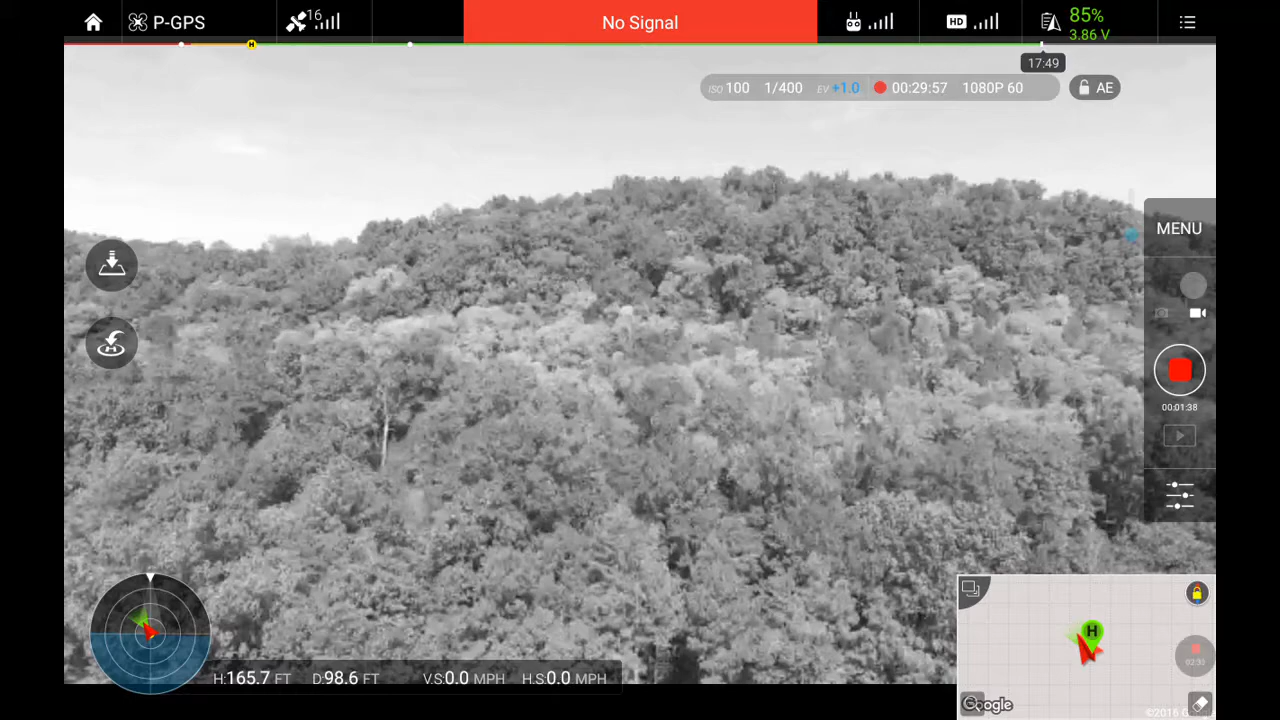 P-GPS
16
No Signal
HD
85%
3.86 V
H
17:49
ISO 100 1/400 EV +1.0 00:29:57 1080P 60
AE
MENU
00:01:38
H
H:165.7 FT D:98.6 FT V.S:0.0 MPH H.S:0.0 MPH
H
02:33
Google